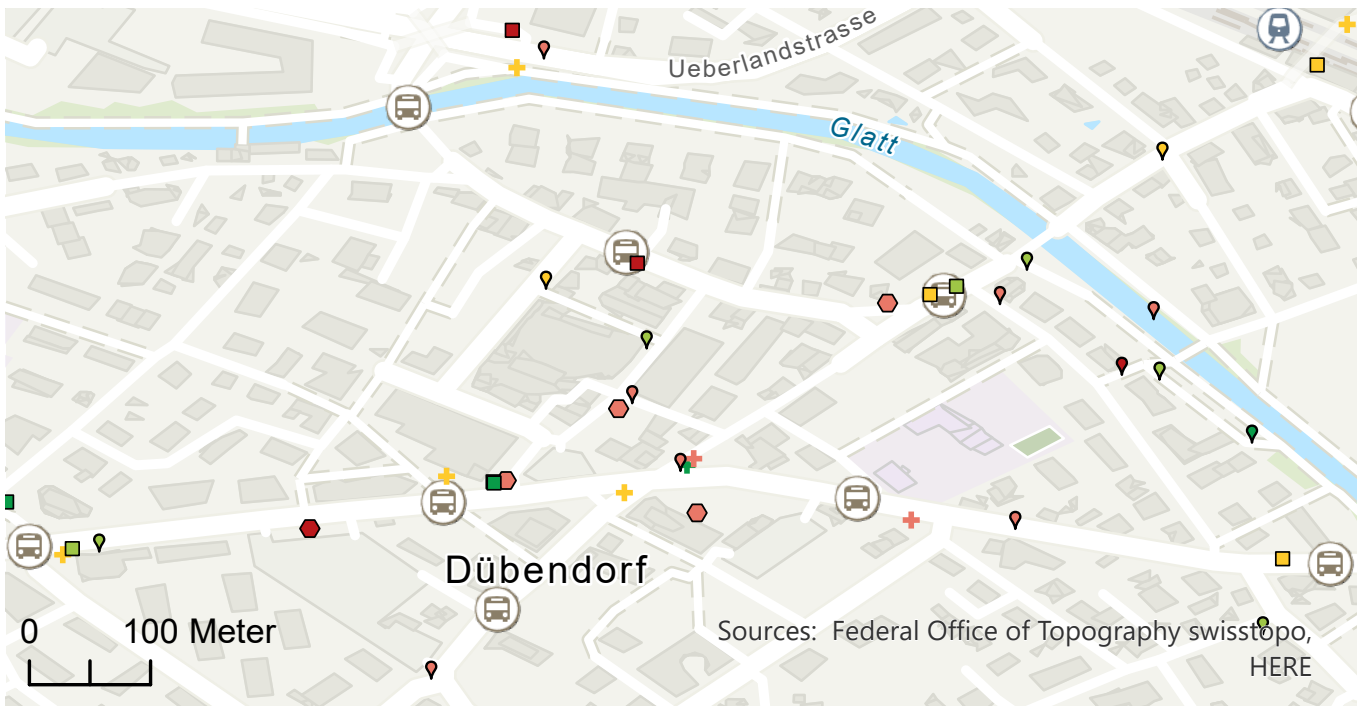 Ueberlandstrasse
Glatt
Dübendorf
0 100 Meter
Sources: Federal Office of Topography swisstopo,
HERE